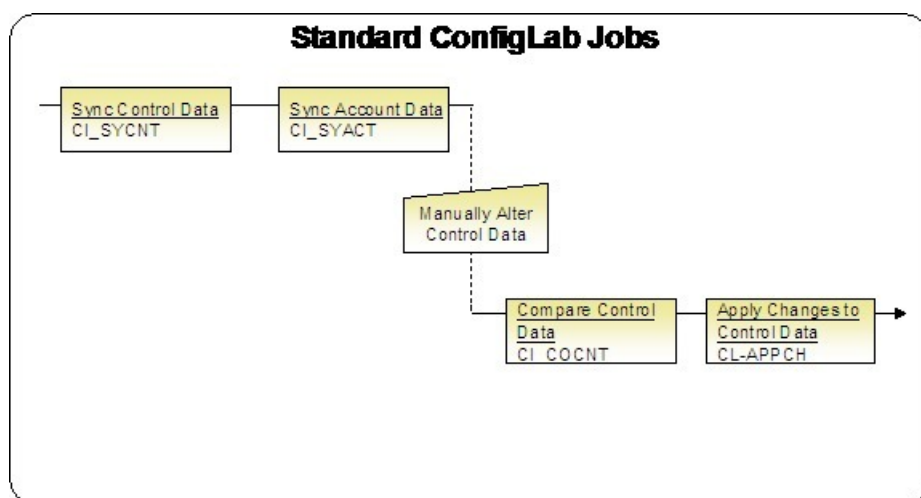 Standard ConfigLab Jobs
Sync Control Data
CI_SYCNT
Sync Account Data
CI_SYACT
Manually Alter
Control Data
Compare Control
Data
CI_COCNT
Apply Changes to
Control Data
CL-APPCH